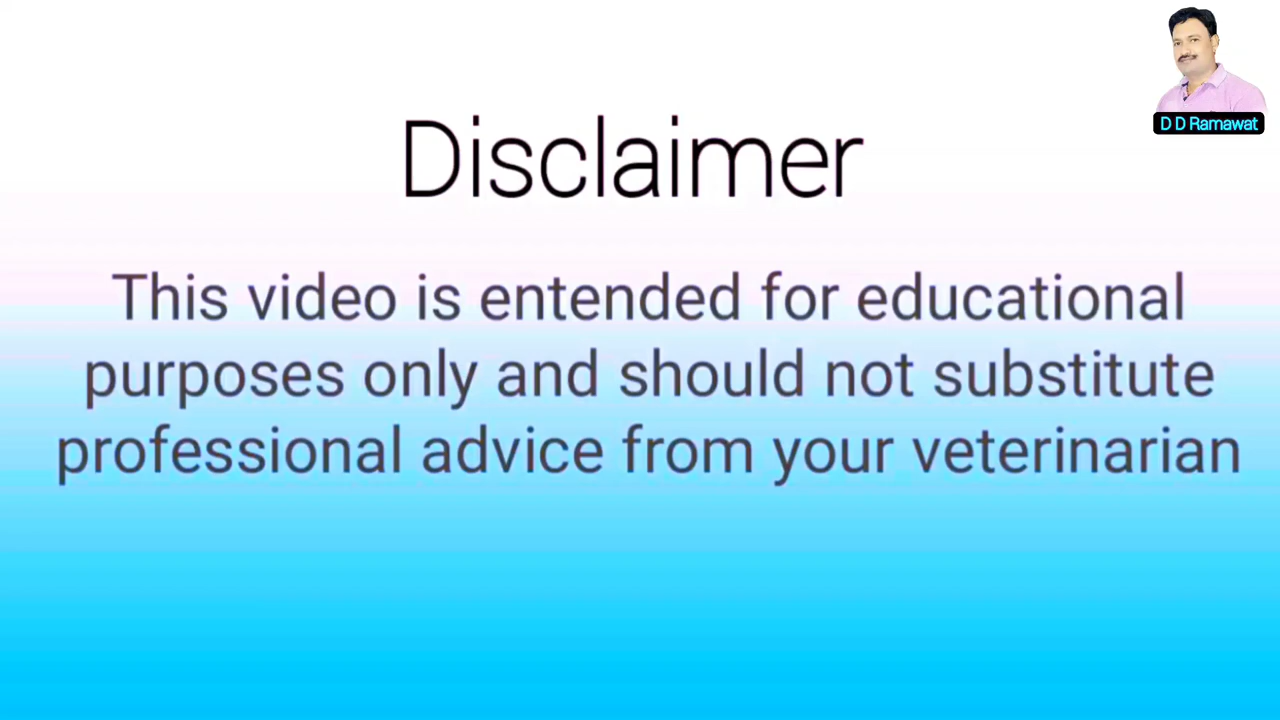 D D Ramawat
Disclaimer
This video is entended for educational
purposes only and should not substitute
professional advice from your veterinarian